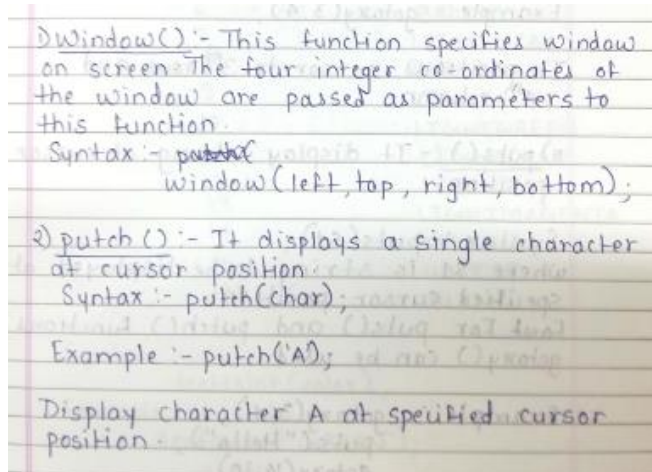 1) Window() :- This function specifies window
on screen The four integer co-ordinates of
the window are passed as parameters to
this function.
Syntax :-
window (left, top, right, bottom);
2) putch () :- It displays a single character
at cursor position
Syntax :- putch(char);
Example :- putch('A');
Display character A at specified cursor
position.